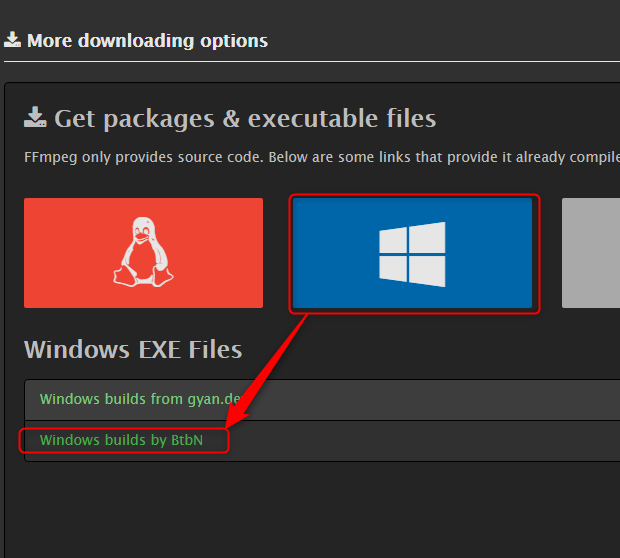 More downloading options
Get packages & executable files
FFmpeg only provides source code. Below are some links that provide it already compile
Windows EXE Files
Windows builds from gyan.de
Windows builds by BtbN